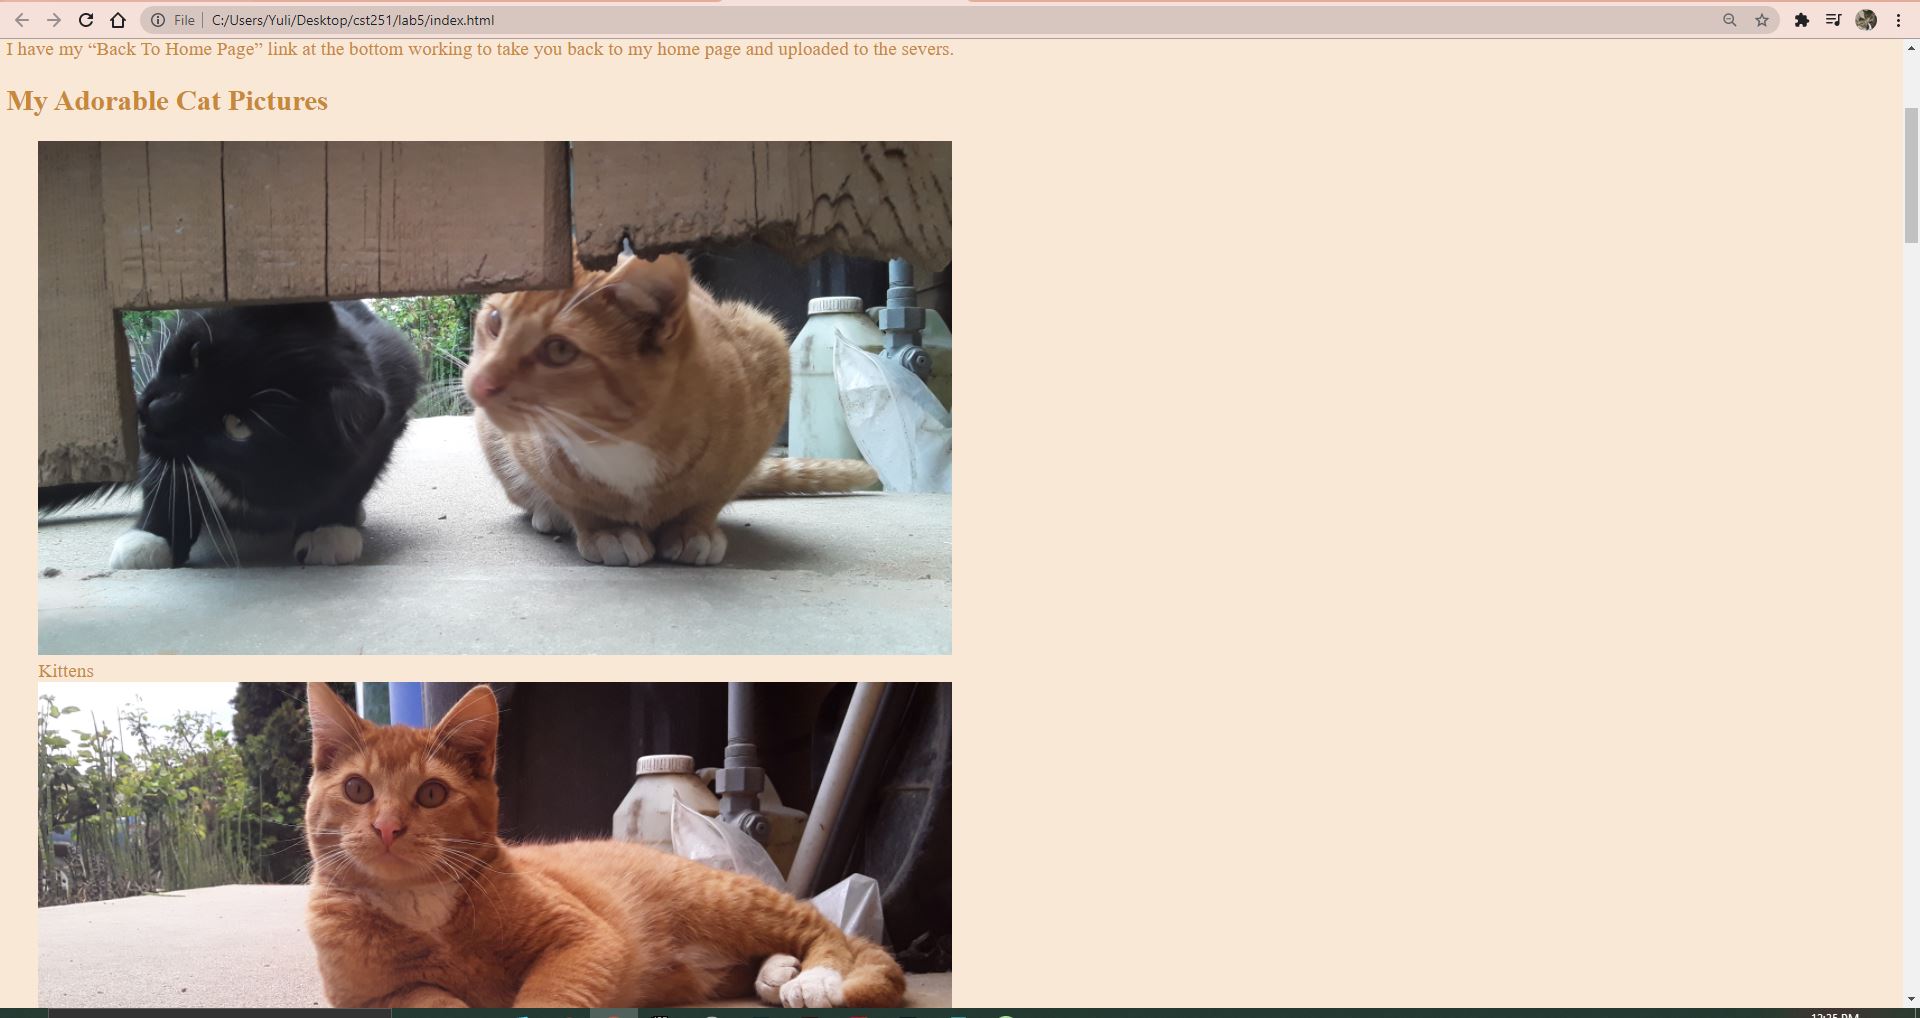 File
C:/Users/Yuli/Desktop/cst251/lab5/index.html
I have my “Back To Home Page” link at the bottom working to take you back to my home page and uploaded to the severs.
My Adorable Cat Pictures
Kittens